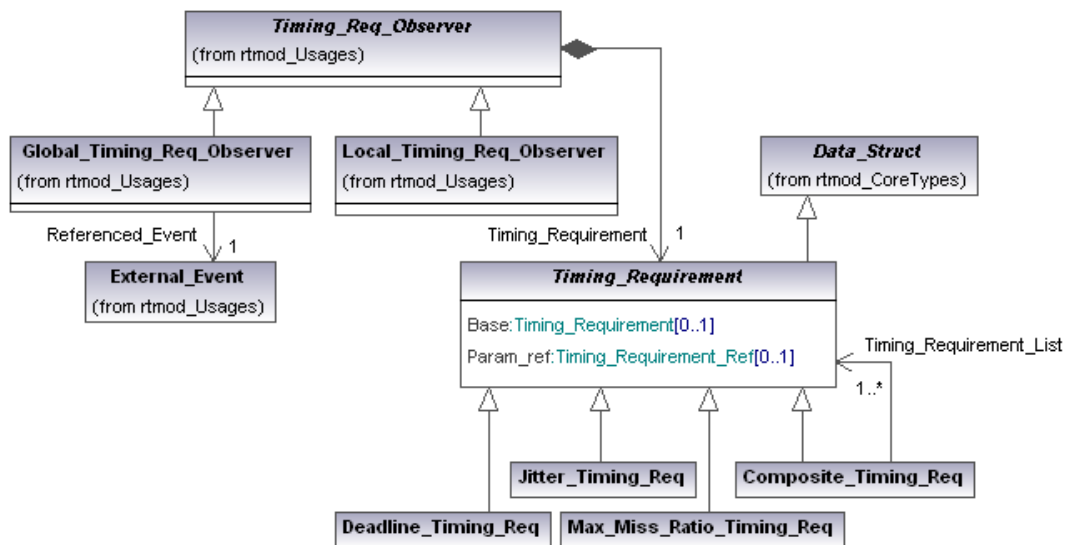 Timing_Req_Observer
(from rtmod_Usages)
Global_Timing_Req_Observer
(from rtmod_Usages)
Local_Timing_Req_Observer
(from rtmod_Usages)
Data_Struct
(from rtmod_CoreTypes)
Referenced_Event
1
Timing_Requirement
1
External_Event
(from rtmod_Usages)
Timing_Requirement
Base:Timing_Requirement[0..1]
Param_ref:Timing_Requirement_Ref[0..1]
Timing_Requirement_List
1..*
Jitter_Timing_Req
Composite_Timing_Req
Deadline_Timing_Req
Max_Miss_Ratio_Timing_Req